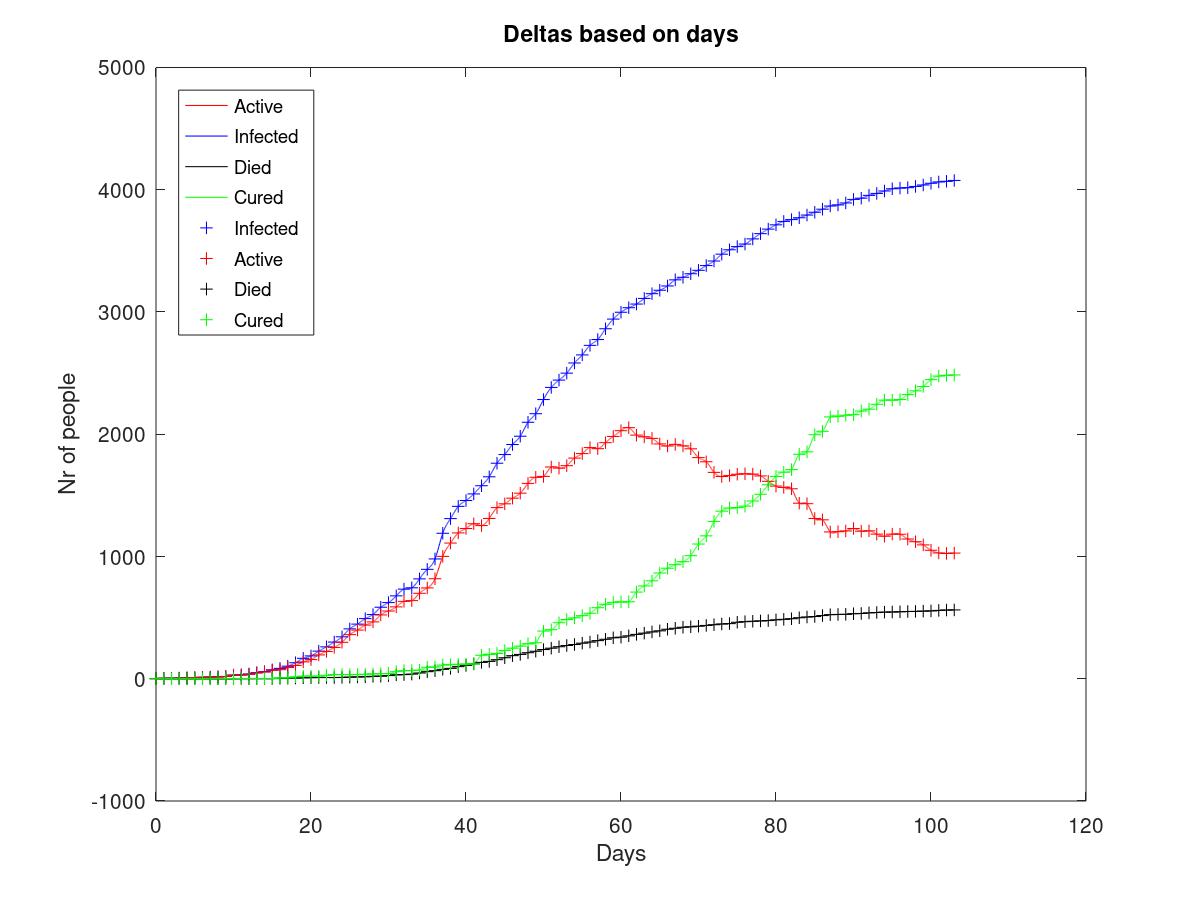 Deltas based on days
5000
4000
3000
2000
1000
0
-1000
Nr of people
Active
Infected
Died
Cured
Infected
Active
Died
Cured
0 20 40 60 80 100 120
Days